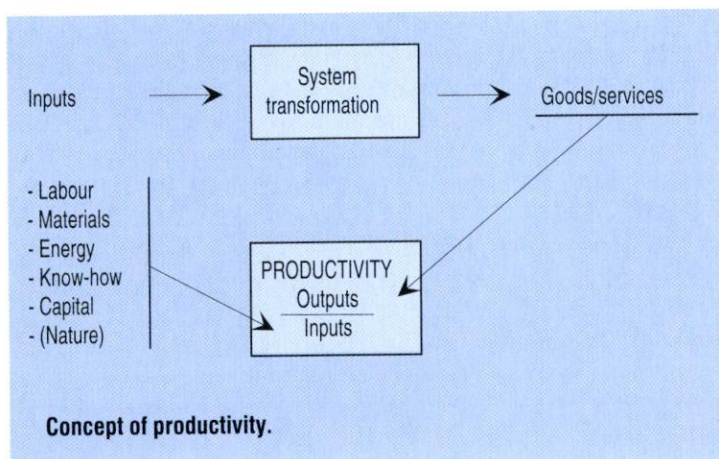 Inputs
System
transformation
Goods/services
- Labour
- Materials
- Energy
- Know-how
- Capital
- (Nature)
PRODUCTIVITY
Outputs
Inputs
Concept of productivity.